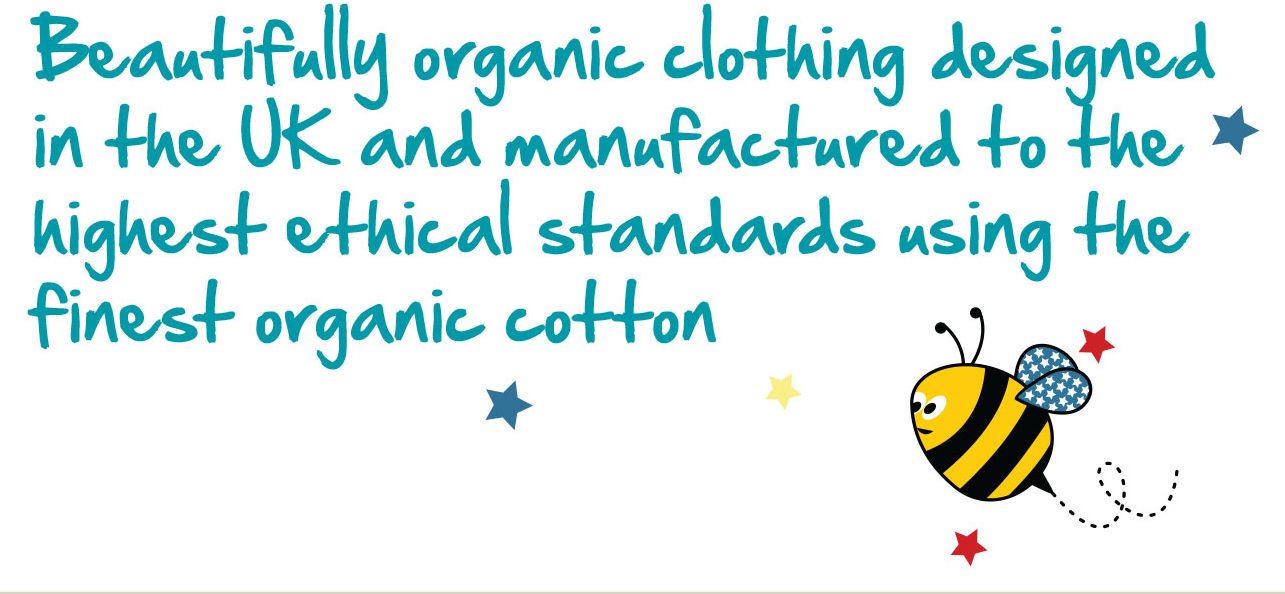 Beautifully organic clothing designed
in the UK and manufactured to the
highest ethical standards using the
finest organic cotton